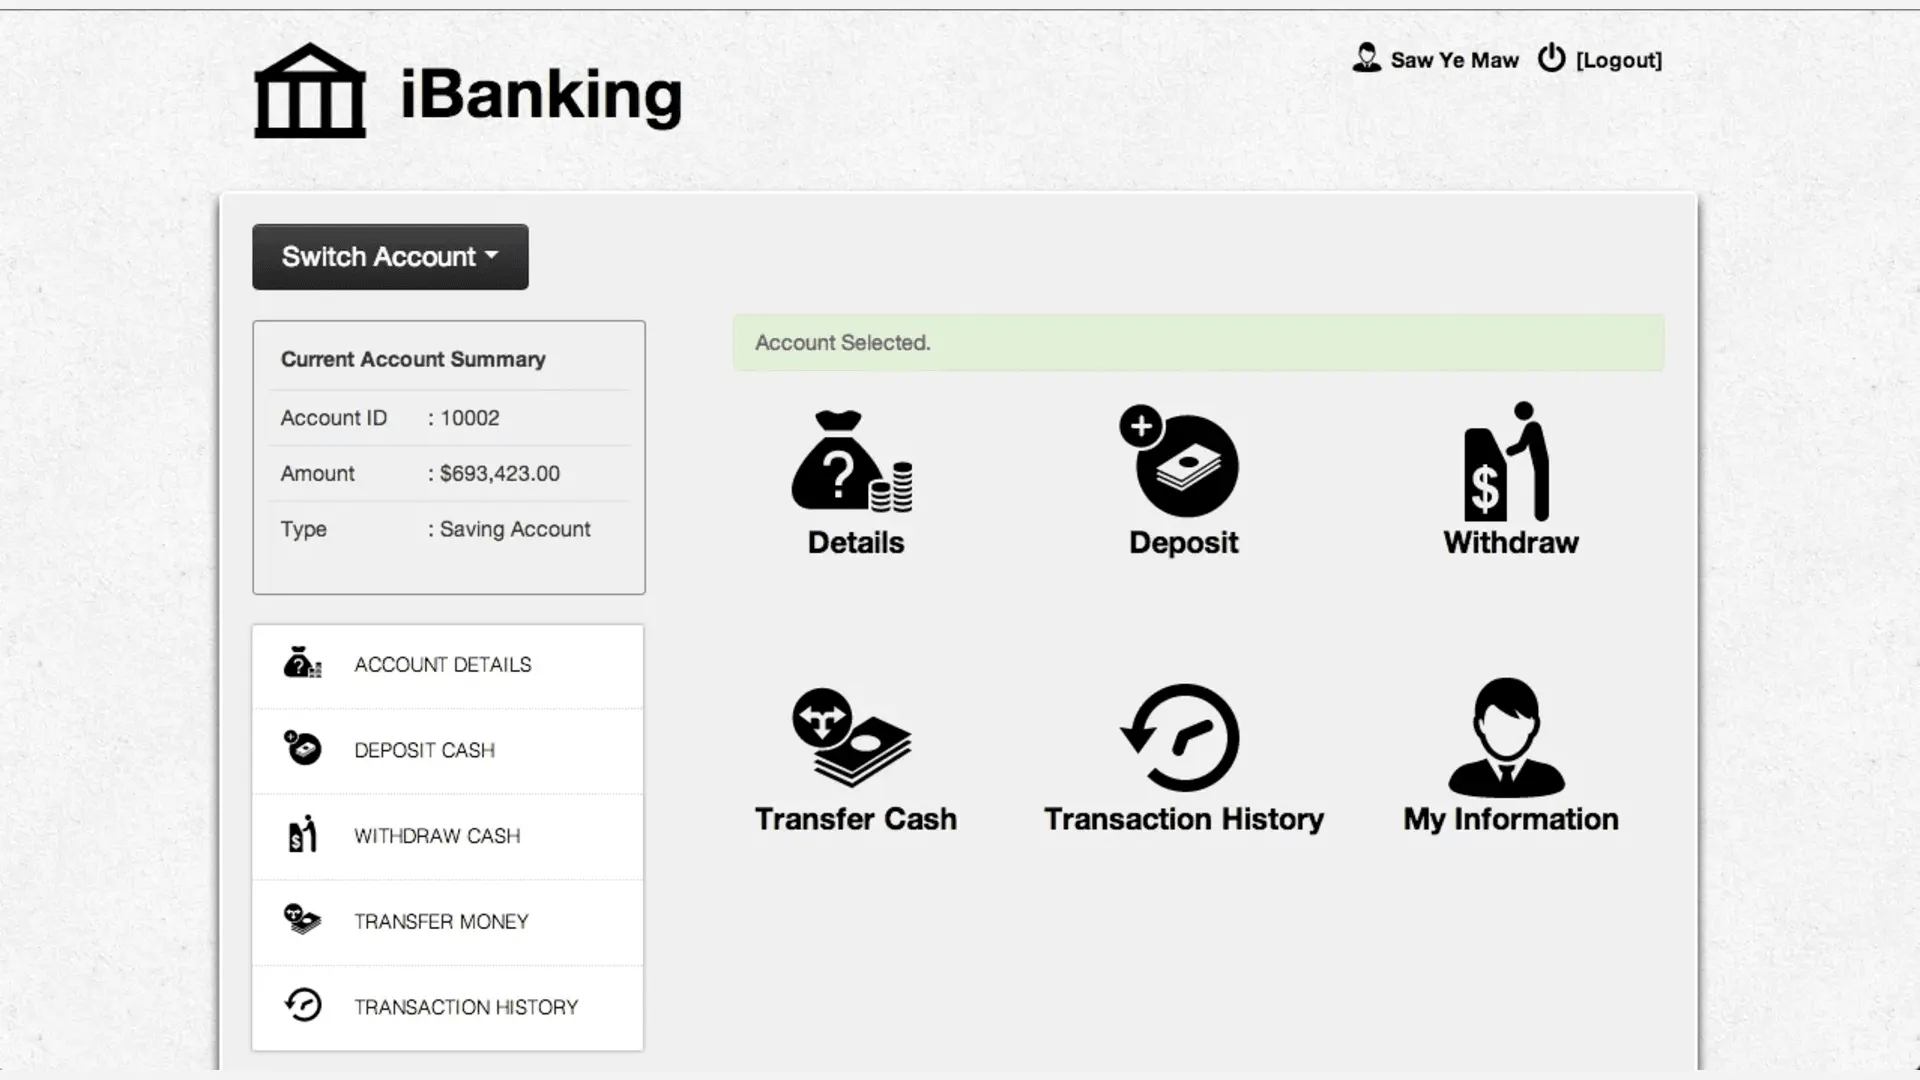 iBanking
Saw Ye Maw [Logout]
Switch Account
Current Account Summary
Account ID : 10002
Amount : $693,423.00
Type : Saving Account
ACCOUNT DETAILS
DEPOSIT CASH
WITHDRAW CASH
TRANSFER MONEY
TRANSACTION HISTORY
Account Selected.
Details
Deposit
Withdraw
Transfer Cash
Transaction History
My Information